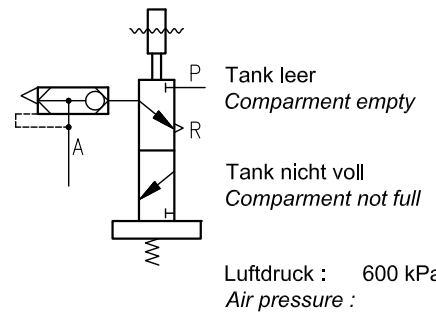 P
Tank leer
Comparment empty
R
A
Tank nicht voll
Comparment not full
Luftdruck : 600 kPa
Air pressure :